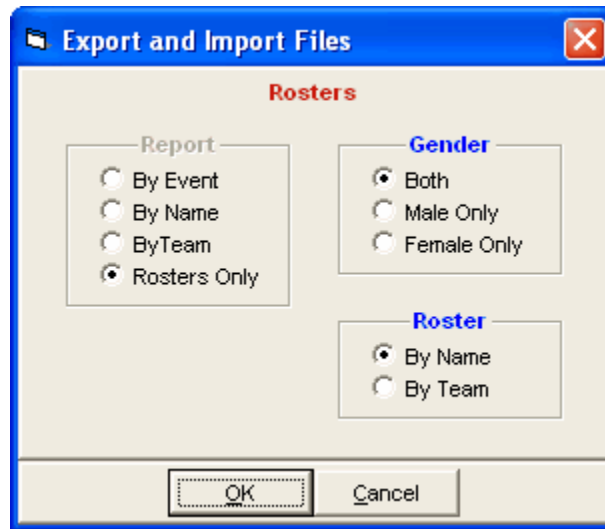 Export and Import Files
Rosters
Report
By Event
By Name
ByTeam
Rosters Only
Gender
Both
Male Only
Female Only
Roster
By Name
By Team
OK
Cancel